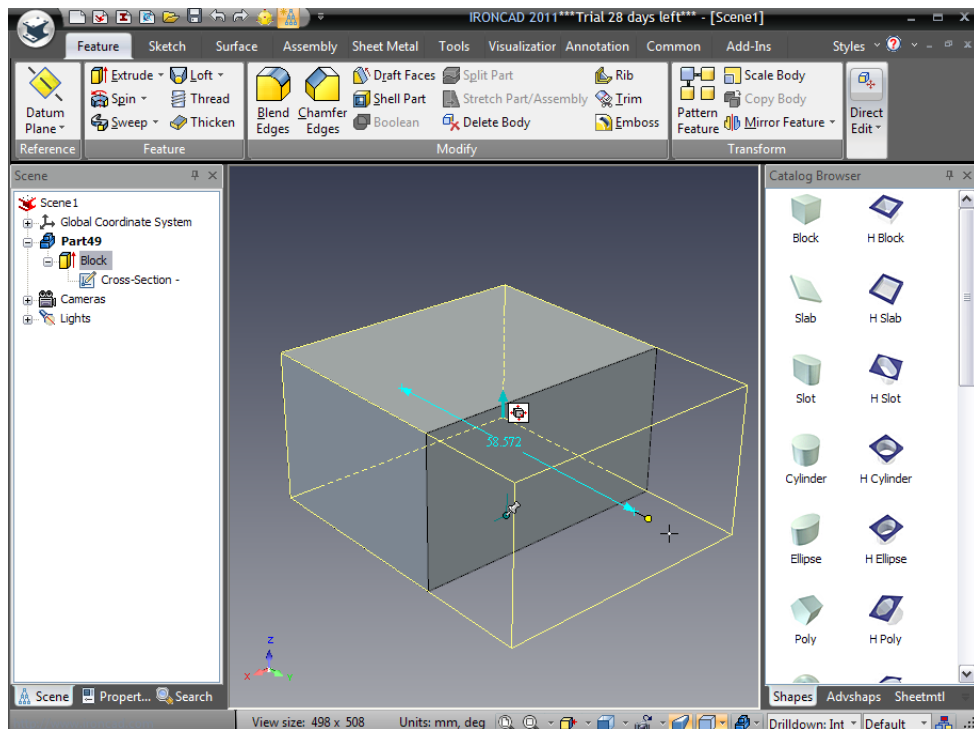 IRONCAD 2011***Trial 28 days left*** - [Scene1]
Feature Sketch Surface Assembly Sheet Metal Tools Visualizatior Annotation Common Add-Ins Styles
Datum Plane
Extrude Loft
Spin Thread
Sweep Thicken
Blend Edges
Chamfer Edges
Draft Faces Split Part Rib
Shell Part Stretch Part/Assembly Trim
Boolean Delete Body Emboss
Pattern Feature
Scale Body
Copy Body
Mirror Feature
Direct Edit
Reference Feature Modify Transform
Scene
Scene1
Global Coordinate System
Part49
Block
Cross-Section -
Cameras
Lights
58.572
Z
X
Catalog Browser
Block H Block
Slab H Slab
Slot H Slot
Cylinder H Cylinder
Ellipse H Ellipse
Poly H Poly
Scene Propert... Search
Shapes Advshaps Sheetmtl
View size: 498 x 508 Units: mm, deg Drilldown: Int Default